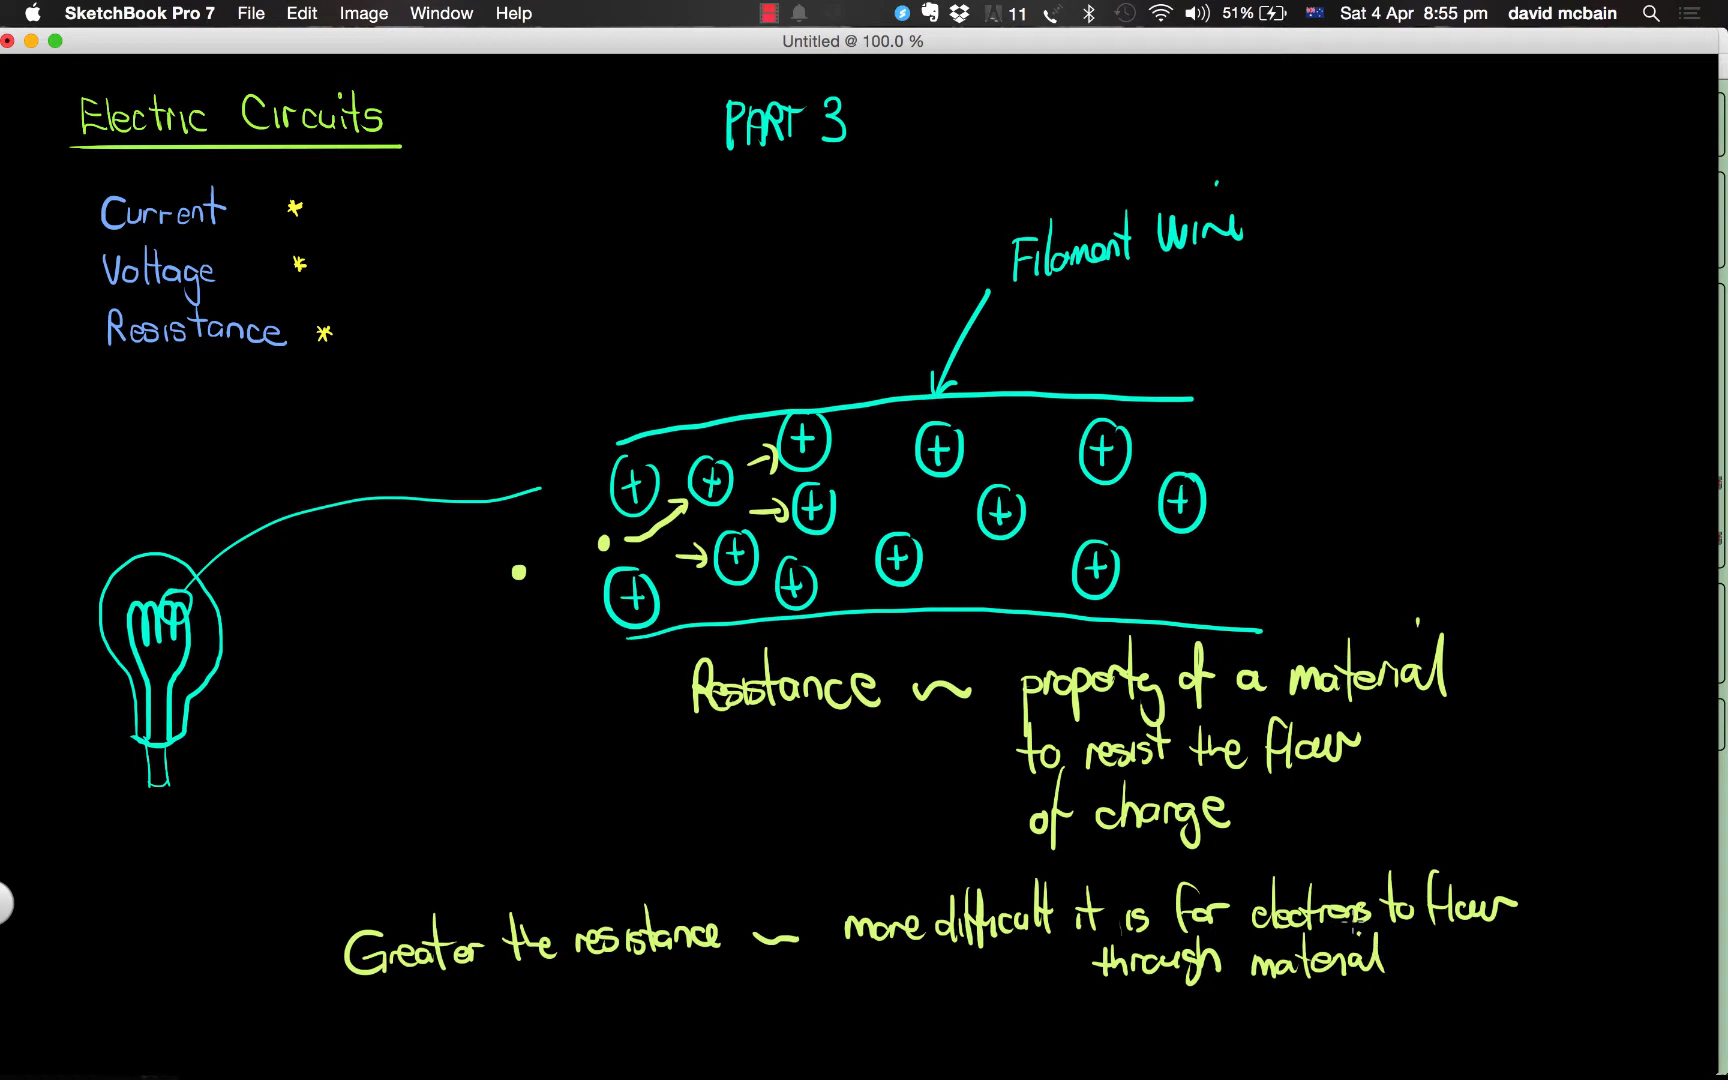 SketchBook Pro 7 File Edit Image Window Help 11 51% Sat 4 Apr 8:55 pm david mcbain
Untitled @ 100.0 %
Electric Circuits
PART 3
Current *
Voltage *
Resistance *
Filament Wire
+ + +
+ + +
+ + +
+ + +
+ +
Resistance ~ property of a material
to resist the flow
of charge
Greater the resistance ~ more difficult it is for electrons to flow
through material